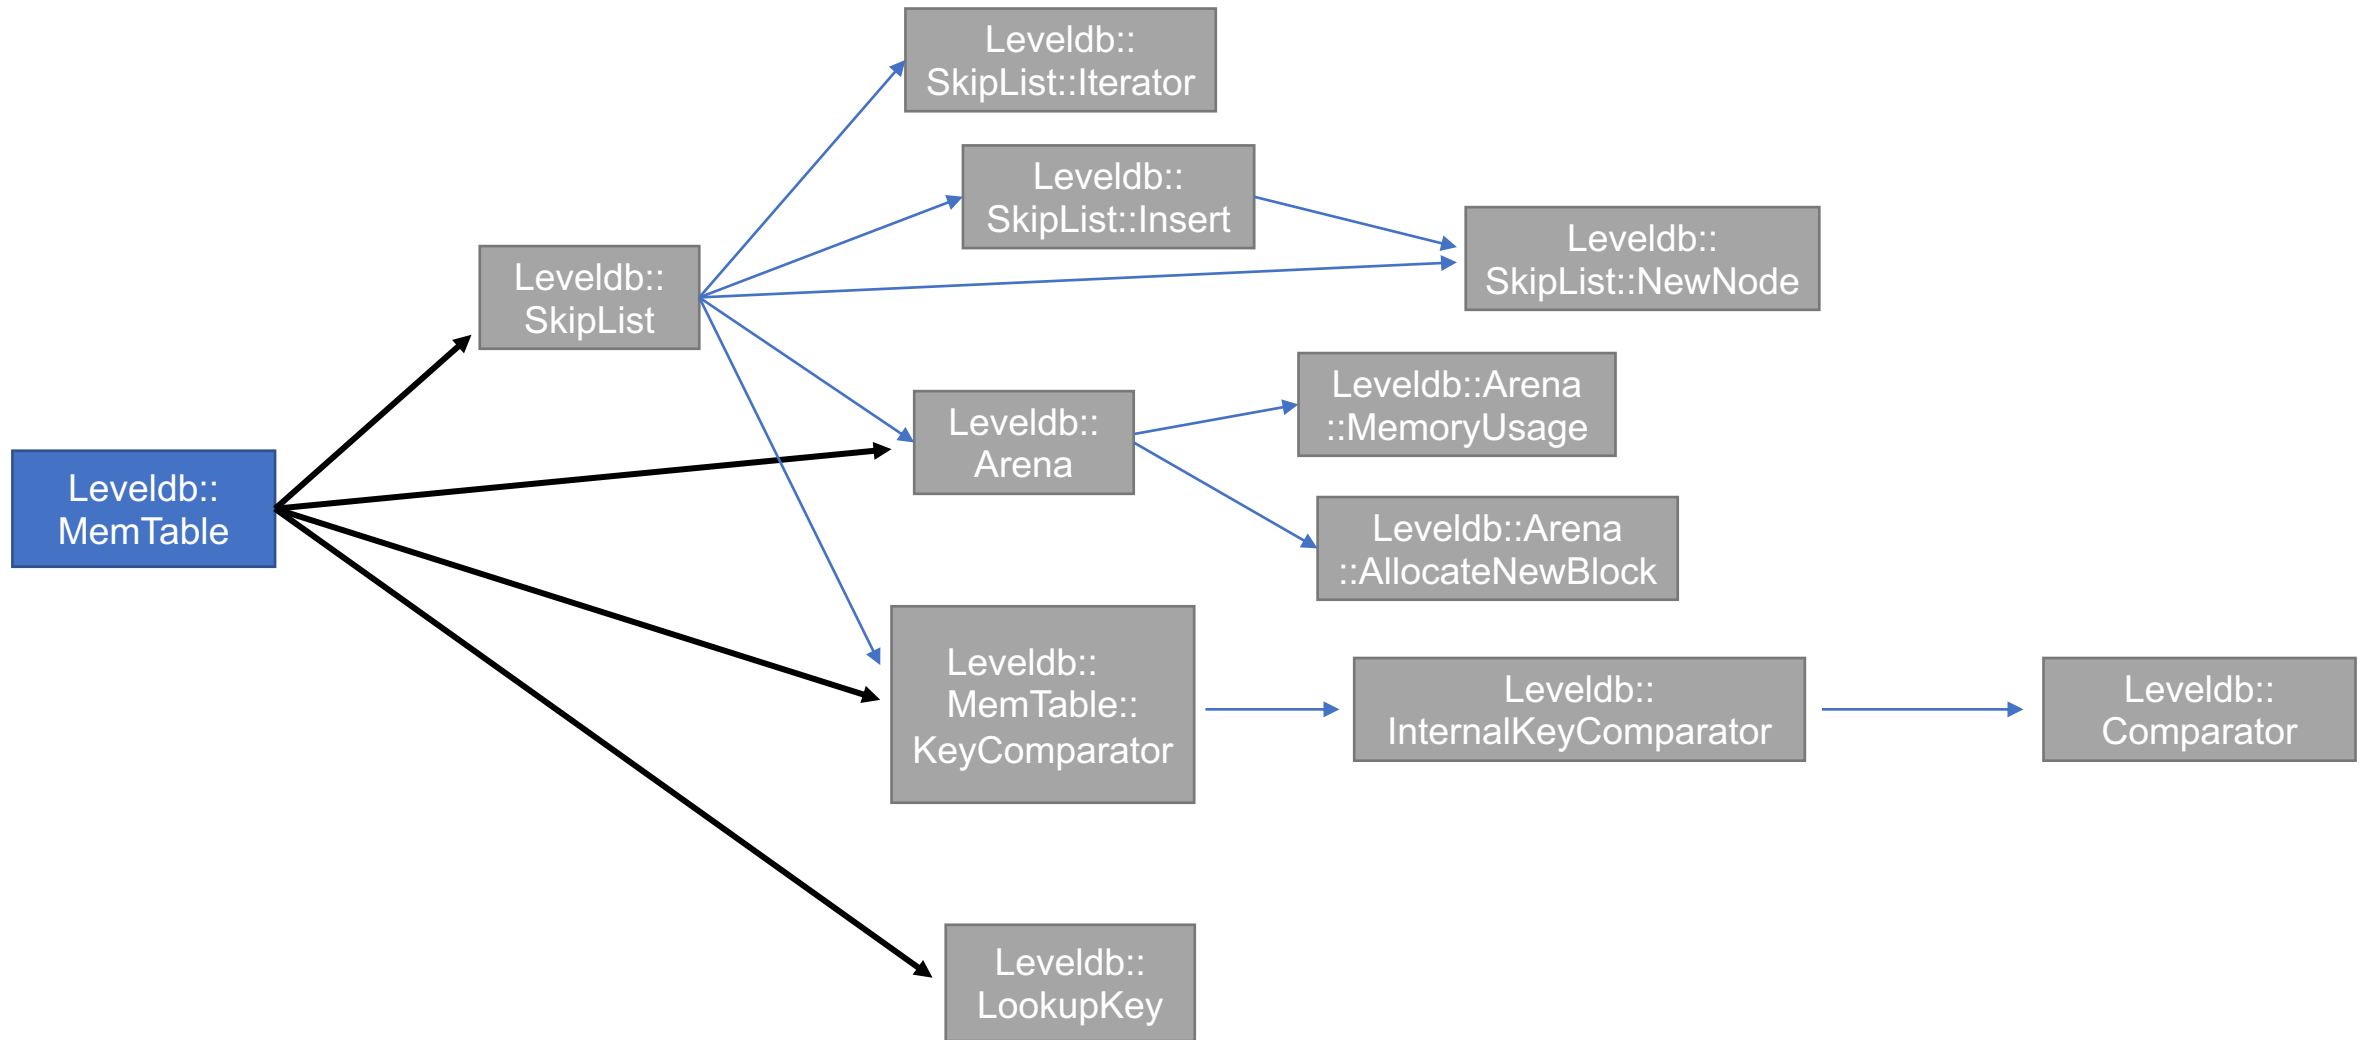 Leveldb::
SkipList::Iterator
Leveldb::
SkipList::Insert
Leveldb::
SkipList::NewNode
Leveldb::
SkipList
Leveldb::Arena
::MemoryUsage
Leveldb::
Arena
Leveldb::
MemTable
Leveldb::Arena
::AllocateNewBlock
Leveldb::
MemTable::
KeyComparator
Leveldb::
InternalKeyComparator
Leveldb::
Comparator
Leveldb::
LookupKey